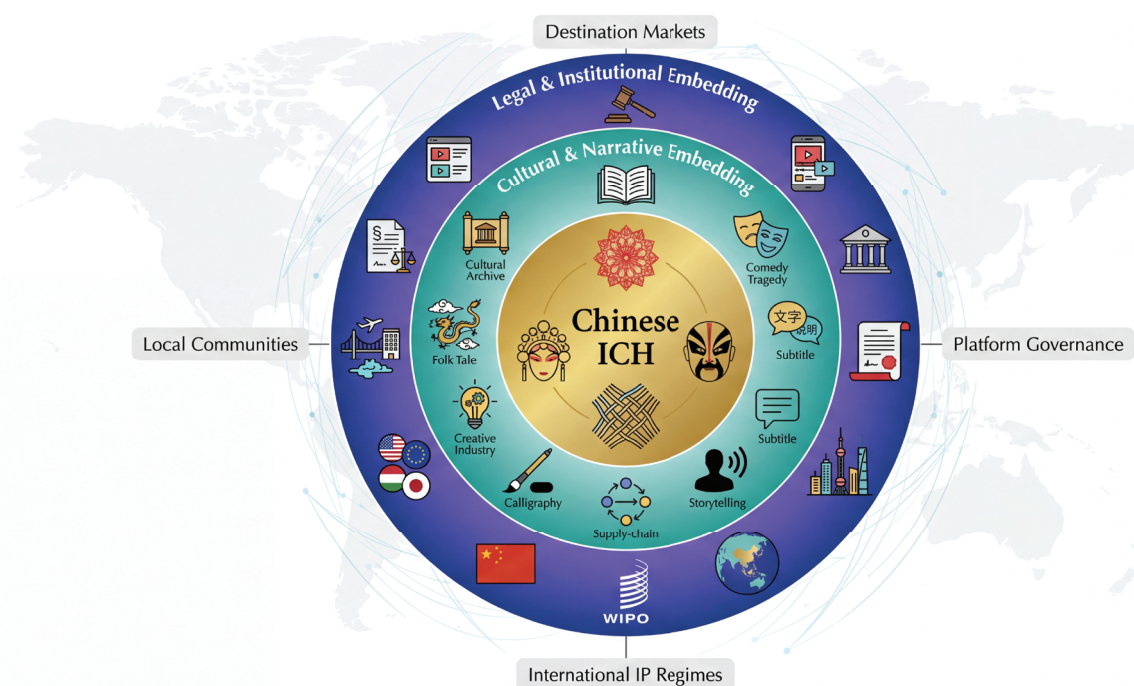 Destination Markets
Legal & Institutional Embedding
Cultural & Narrative Embedding
§
Cultural
Archive
Comedy
Tragedy
Chinese
ICH
文字
说明
Local Communities
Platform Governance
Folk Tale
Subtitle
Creative
Industry
Subtitle
Calligraphy
Supply-chain
Storytelling
WIPO
International IP Regimes